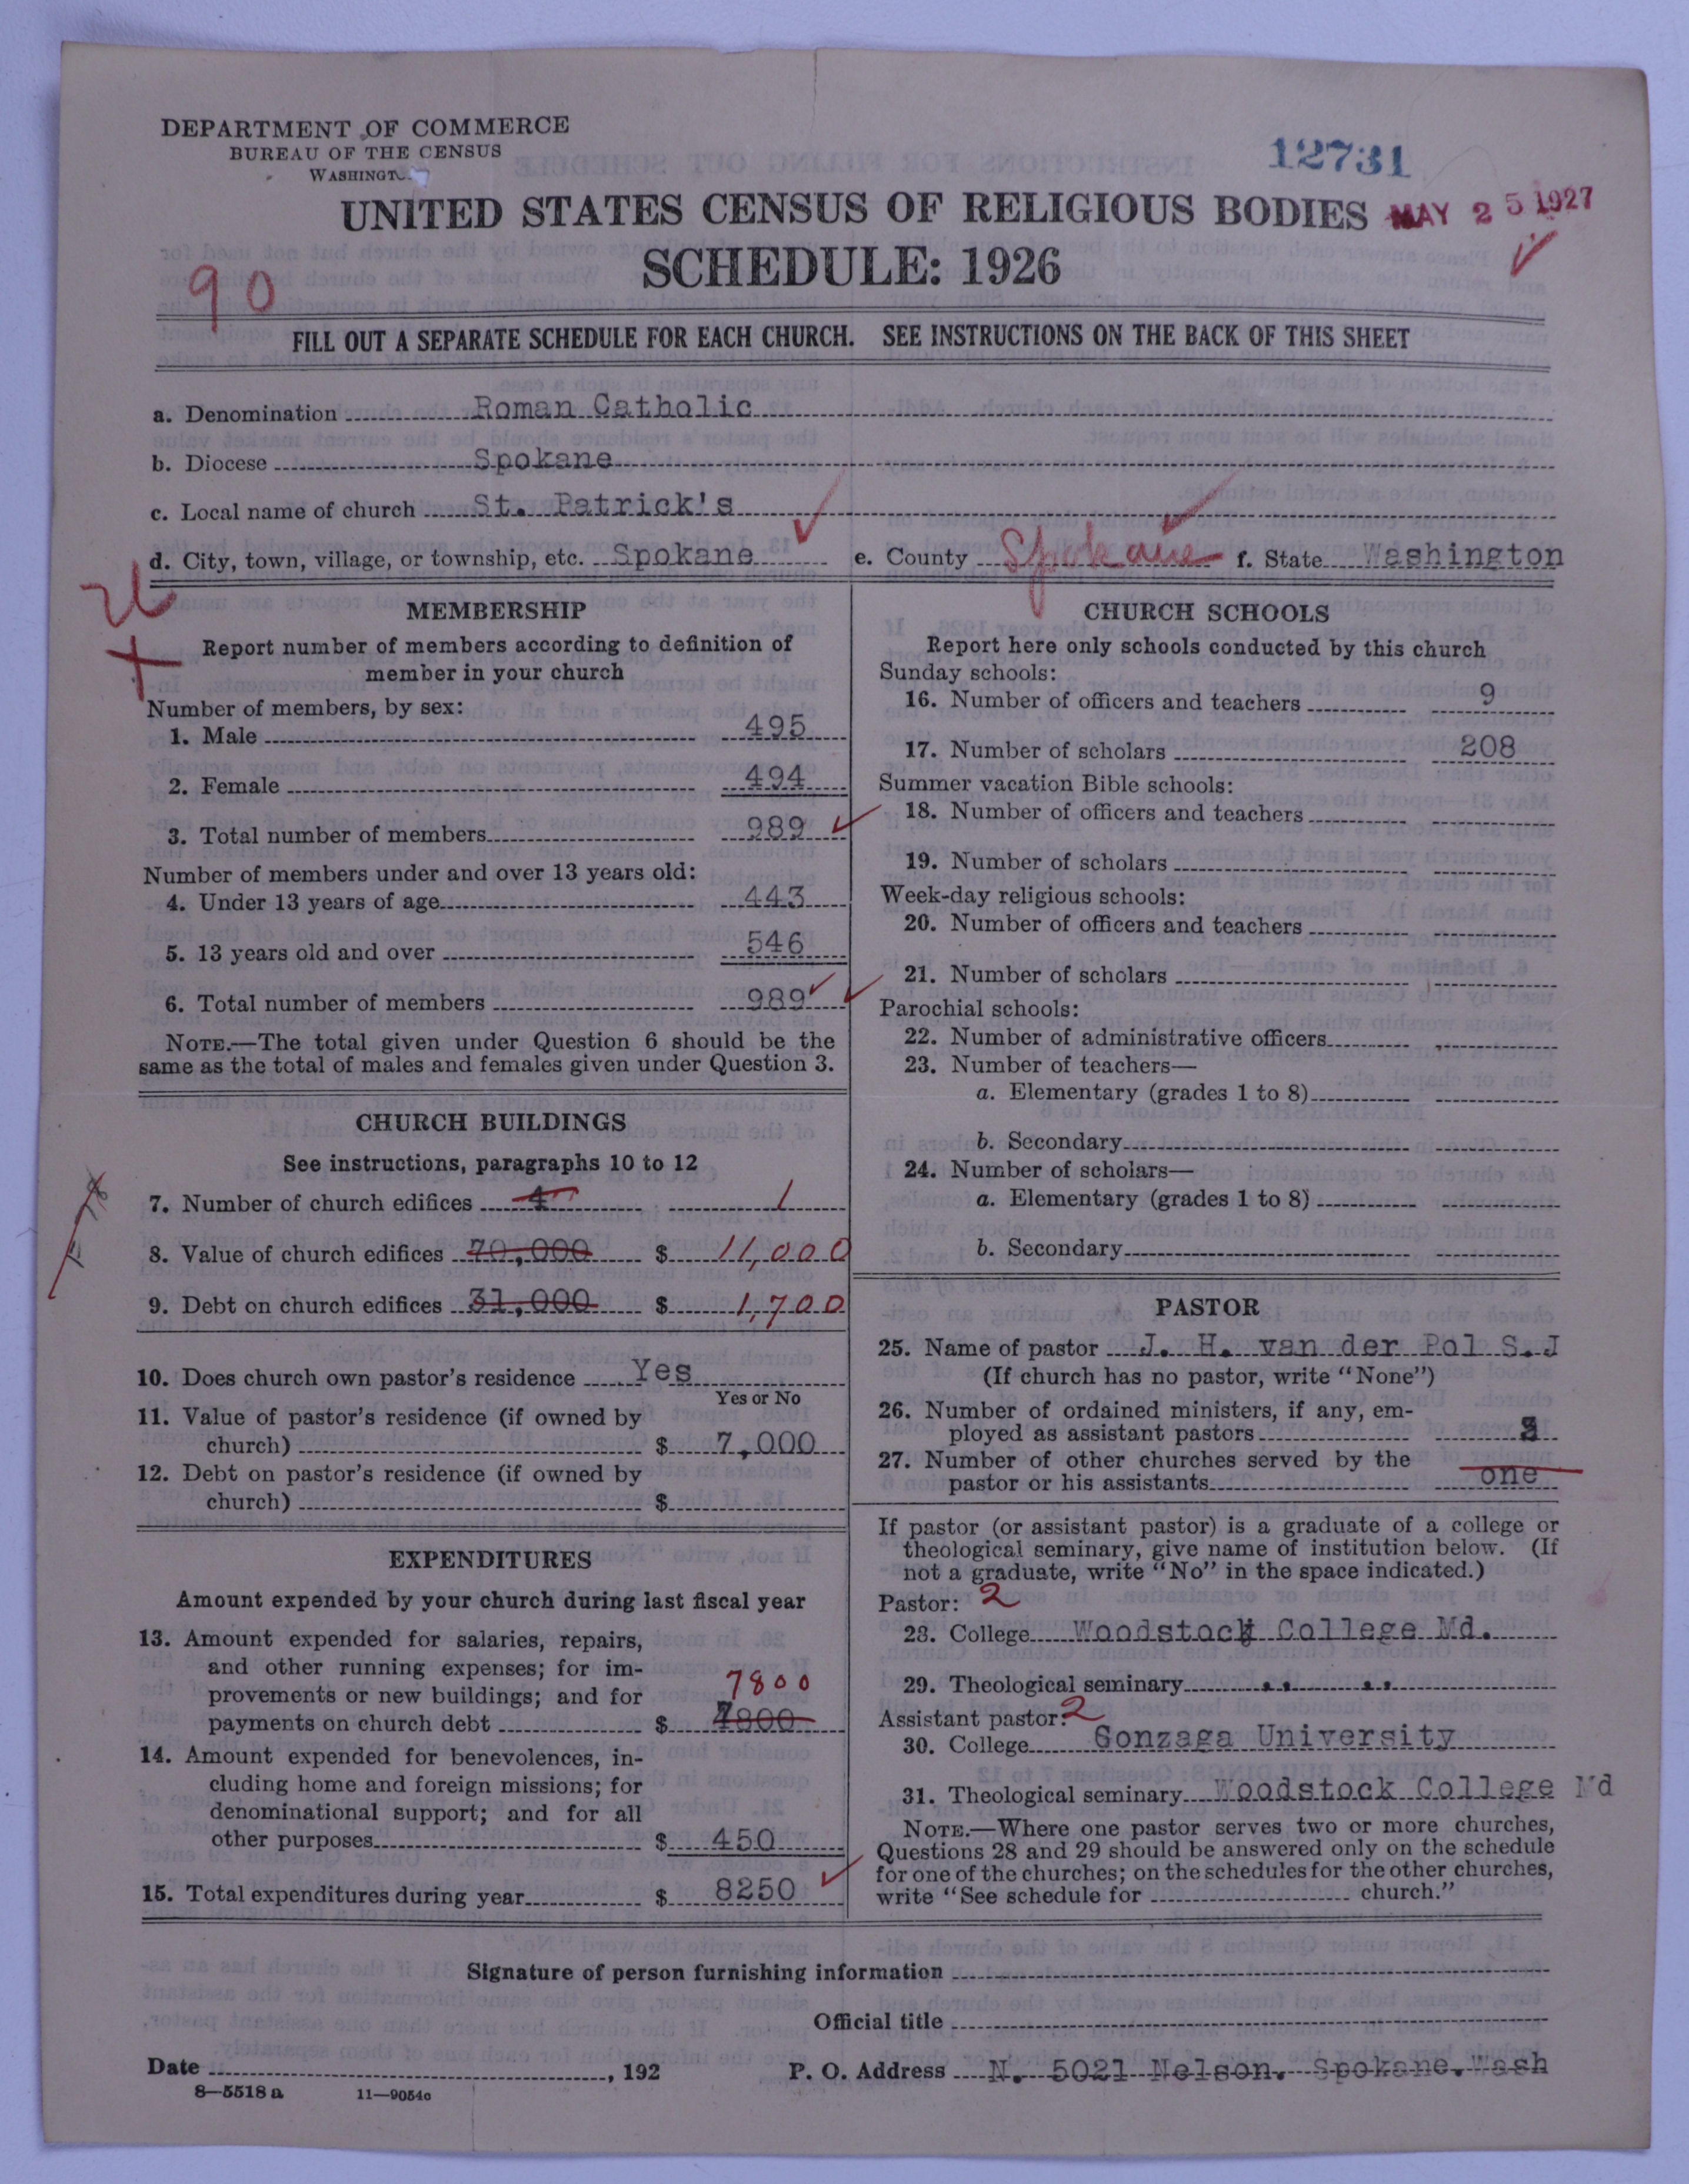 DEPARTMENT OF COMMERCE
BUREAU OF THE CENSUS
12731
UNITED STATES CENSUS OF RELIGIOUS BODIES MAY 25 1927
SCHEDULE: 1926
90
FILL OUT A SEPARATE SCHEDULE FOR EACH CHURCH. SEE INSTRUCTIONS ON THE BACK OF THIS SHEET
a. Denomination Roman Catholic
b. Diocese Spokane
c. Local name of church St. Patrick's
d. City, town, village, or township, etc. Spokane e. County Spokane f. State Washington
MEMBERSHIP
Report number of members according to definition of
member in your church
Number of members, by sex:
1. Male 495
2. Female 494
3. Total number of members 989
Number of members under and over 13 years old:
4. Under 13 years of age 443
5. 13 years old and over 546
6. Total number of members 989
NOTE.—The total given under Question 6 should be the
same as the total of males and females given under Question 3.
CHURCH BUILDINGS
See instructions, paragraphs 10 to 12
7. Number of church edifices 4 1
8. Value of church edifices 70,000 $ 11,000
9. Debt on church edifices 31,000 $ 1,700
10. Does church own pastor's residence Yes
Yes or No
11. Value of pastor's residence (if owned by
church) $ 7,000
12. Debt on pastor's residence (if owned by
church) $
EXPENDITURES
Amount expended by your church during last fiscal year
13. Amount expended for salaries, repairs,
and other running expenses; for im-
provements or new buildings; and for 7800
payments on church debt $
14. Amount expended for benevolences, in-
cluding home and foreign missions; for
denominational support; and for all
other purposes $ 450
15. Total expenditures during year $ 8250
CHURCH SCHOOLS
Report here only schools conducted by this church
Sunday schools:
16. Number of officers and teachers 9
17. Number of scholars 208
Summer vacation Bible schools:
18. Number of officers and teachers
19. Number of scholars
Week-day religious schools:
20. Number of officers and teachers
21. Number of scholars
Parochial schools:
22. Number of administrative officers
23. Number of teachers—
a. Elementary (grades 1 to 8)
b. Secondary
24. Number of scholars—
a. Elementary (grades 1 to 8)
b. Secondary
PASTOR
25. Name of pastor J. H. van der Pol S.J
(If church has no pastor, write "None")
26. Number of ordained ministers, if any, em-
ployed as assistant pastors
27. Number of other churches served by the
pastor or his assistants one
If pastor (or assistant pastor) is a graduate of a college or
theological seminary, give name of institution below. (If
not a graduate, write "No" in the space indicated.)
Pastor: 2
28. College Woodstock College Md.
29. Theological seminary .. ..
Assistant pastor: 2
30. College Gonzaga University
31. Theological seminary Woodstock College Md
NOTE.—Where one pastor serves two or more churches,
Questions 28 and 29 should be answered only on the schedule
for one of the churches; on the schedules for the other churches,
write "See schedule for church."
Signature of person furnishing information
Official title
Date , 192 P. O. Address N. 5021 Nelson. Spokane. Wash
8—5518 a 11—9054c